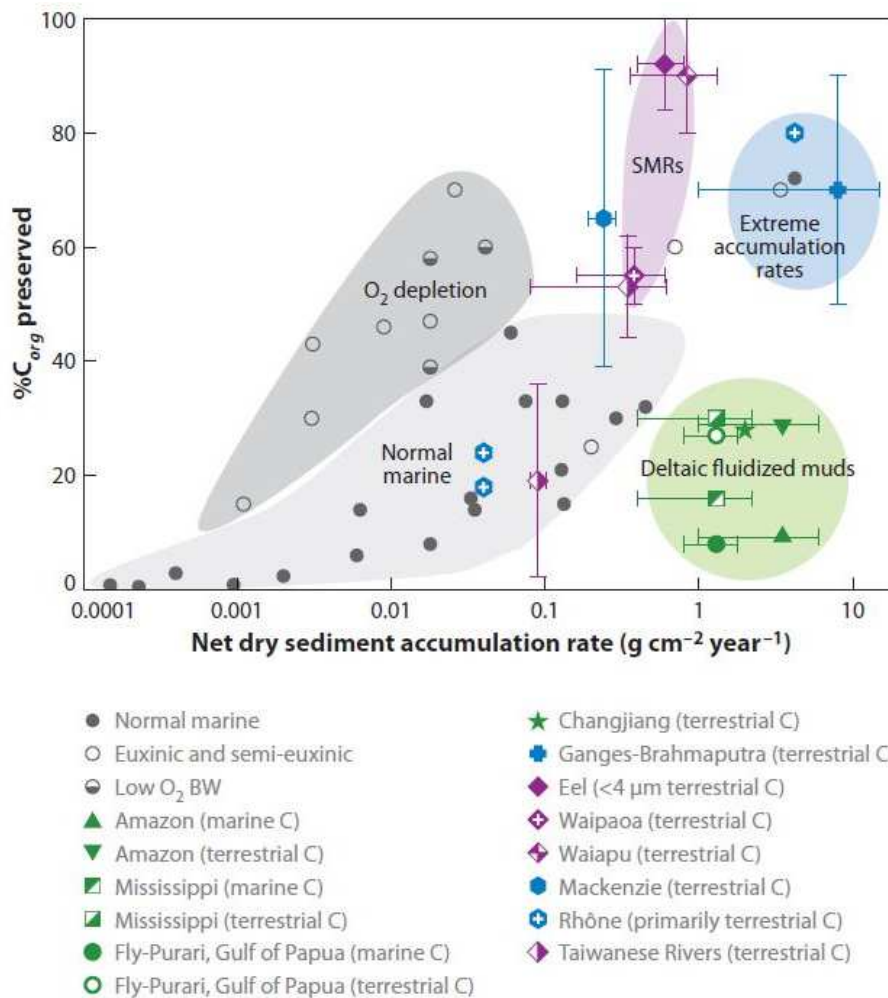 100
80
60
40
20
0
%C_org preserved
O₂ depletion
SMRs
Extreme
accumulation
rates
Normal
marine
Deltaic fluidized muds
0.0001 0.001 0.01 0.1 1 10
Net dry sediment accumulation rate (g cm⁻² year⁻¹)
Normal marine
Euxinic and semi-euxinic
Low O₂ BW
Amazon (marine C)
Amazon (terrestrial C)
Mississippi (marine C)
Mississippi (terrestrial C)
Fly-Purari, Gulf of Papua (marine C)
Fly-Purari, Gulf of Papua (terrestrial C)
Changjiang (terrestrial C)
Ganges-Brahmaputra (terrestrial C
Eel (<4 μm terrestrial C)
Waipaoa (terrestrial C)
Waiapu (terrestrial C)
Mackenzie (terrestrial C)
Rhône (primarily terrestrial C)
Taiwanese Rivers (terrestrial C)